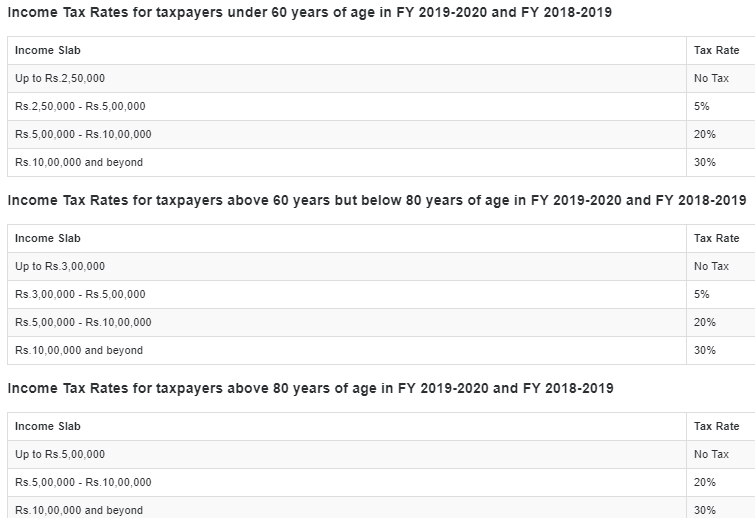 Income Tax Rates for taxpayers under 60 years of age in FY 2019-2020 and FY 2018-2019
Income Slab Tax Rate
Up to Rs.2,50,000 No Tax
Rs.2,50,000 - Rs.5,00,000 5%
Rs.5,00,000 - Rs.10,00,000 20%
Rs.10,00,000 and beyond 30%
Income Tax Rates for taxpayers above 60 years but below 80 years of age in FY 2019-2020 and FY 2018-2019
Income Slab Tax Rate
Up to Rs.3,00,000 No Tax
Rs.3,00,000 - Rs.5,00,000 5%
Rs.5,00,000 - Rs.10,00,000 20%
Rs.10,00,000 and beyond 30%
Income Tax Rates for taxpayers above 80 years of age in FY 2019-2020 and FY 2018-2019
Income Slab Tax Rate
Up to Rs.5,00,000 No Tax
Rs.5,00,000 - Rs.10,00,000 20%
Rs.10,00,000 and beyond 30%